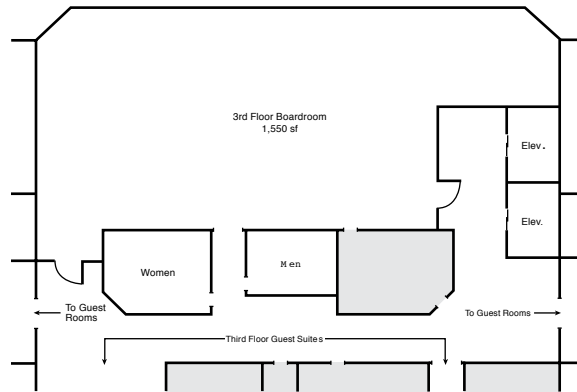 3rd Floor Boardroom
1,550 sf
Elev.
Elev.
Women
Men
To Guest
Rooms
To Guest Rooms
Third Floor Guest Suites